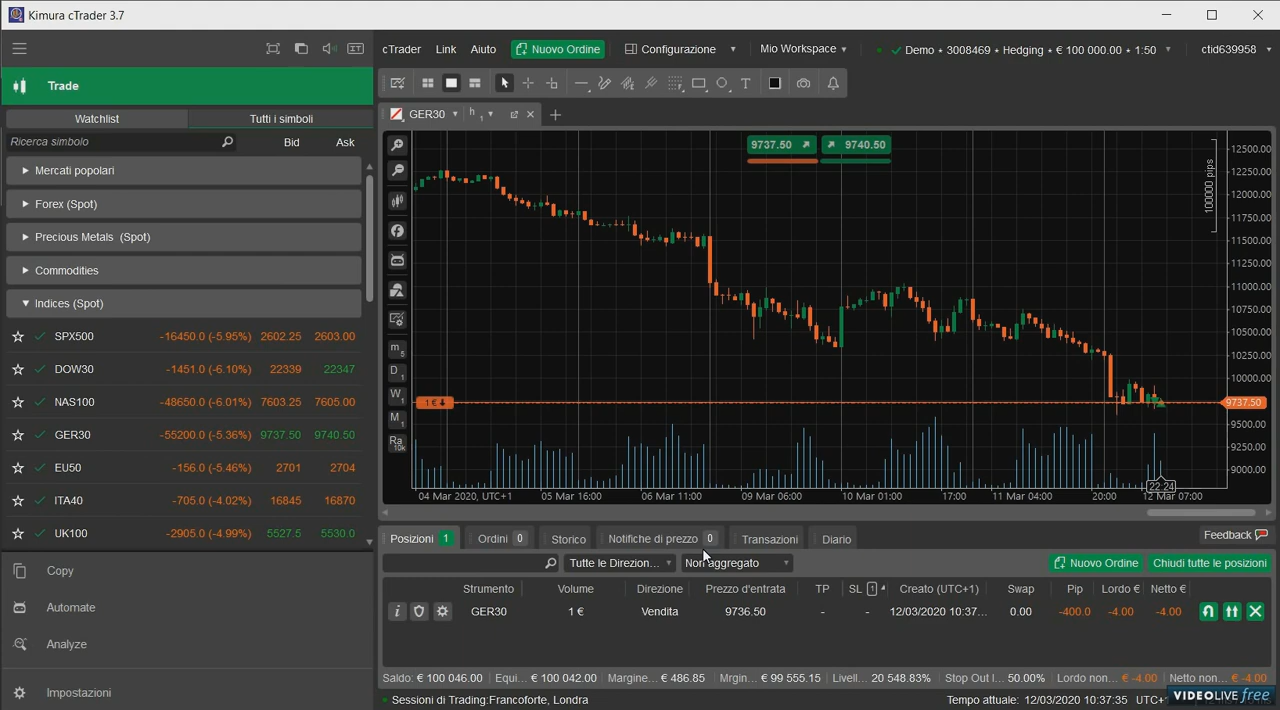 Kimura cTrader 3.7
IT
cTrader Link Aiuto Nuovo Ordine Configurazione Mio Workspace Demo • 3008469 • Hedging • € 100 000.00 • 1:50 ctid639958
Trade
T
Watchlist Tutti i simboli
GER30 h 1
Ricerca simbolo Bid Ask
Mercati popolari
Forex (Spot)
Precious Metals (Spot)
Commodities
Indices (Spot)
SPX500 -16450.0 (-5.95%) 2602.25 2603.00
DOW30 -1451.0 (-6.10%) 22339 22347
NAS100 -48650.0 (-6.01%) 7603.25 7605.00
GER30 -55200.0 (-5.36%) 9737.50 9740.50
EU50 -156.0 (-5.46%) 2701 2704
ITA40 -705.0 (-4.02%) 16845 16870
UK100 -2905.0 (-4.99%) 5527.5 5530.0
Copy
Automate
Analyze
Impostazioni
9737.50 9740.50
100000 pips
12500.00
12250.00
12000.00
11750.00
11500.00
11250.00
11000.00
10750.00
10500.00
10250.00
10000.00
9737.50
9500.00
9250.00
9000.00
m 5
D 1
W 1
M 1
Ra 10k
1 €
22:24
04 Mar 2020, UTC+1 05 Mar 16:00 06 Mar 11:00 09 Mar 06:00 10 Mar 01:00 17:00 11 Mar 04:00 20:00 12 Mar 07:00
Posizioni 1 Ordini 0 Storico Notifiche di prezzo 0 Transazioni Diario Feedback
Tutte le Direzion... Non aggregato Nuovo Ordine Chiudi tutte le posizioni
Strumento Volume Direzione Prezzo d'entrata TP SL Creato (UTC+1) Swap Pip Lordo € Netto €
GER30 1 € Vendita 9736.50 - - 12/03/2020 10:37... 0.00 -400.0 -4.00 -4.00
Saldo: € 100 046.00 Equi... € 100 042.00 Margine... € 486.85 Mrgin... € 99 555.15 Livell... 20 548.83% Stop Out l... 50.00% Lordo non... € -4.00 Netto non... € -4.00
Sessioni di Trading:Francoforte, Londra Tempo attuale: 12/03/2020 10:37:35 UTC+
VIDEOLIVE free